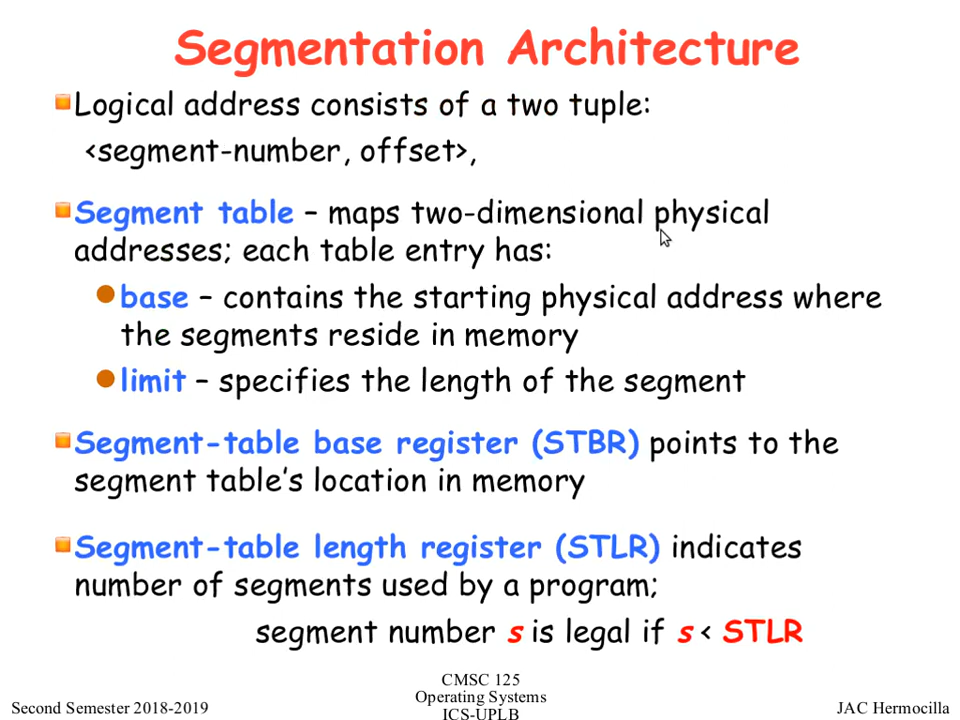 Segmentation Architecture
Logical address consists of a two tuple:
<segment-number, offset>,
Segment table – maps two-dimensional physical
addresses; each table entry has:
base – contains the starting physical address where
the segments reside in memory
limit – specifies the length of the segment
Segment-table base register (STBR) points to the
segment table's location in memory
Segment-table length register (STLR) indicates
number of segments used by a program;
segment number s is legal if s < STLR
CMSC 125
Operating Systems
ICS-UPLB
Second Semester 2018-2019
JAC Hermocilla